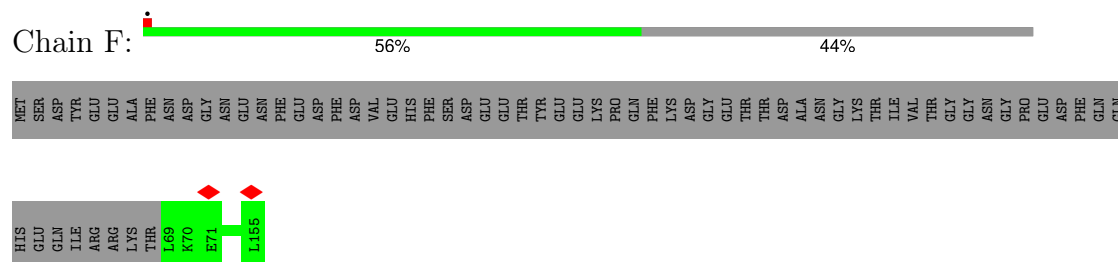 Chain F:
56%
44%
MET SER ASP TYR GLU GLU ALA PHE ASN ASP GLY ASN GLU ASN PHE GLU ASP PHE ASP VAL GLU HIS PHE SER ASP GLU GLU THR TYR GLU GLU LYS PRO GLN PHE LYS ASP GLY GLU THR THR ASP ALA ASN GLY LYS THR ILE VAL THR GLY GLY ASN GLY PRO GLU ASP PHE GLN GLN
HIS GLU GLN ILE ARG ARG LYS THR L69 K70 E71 L155